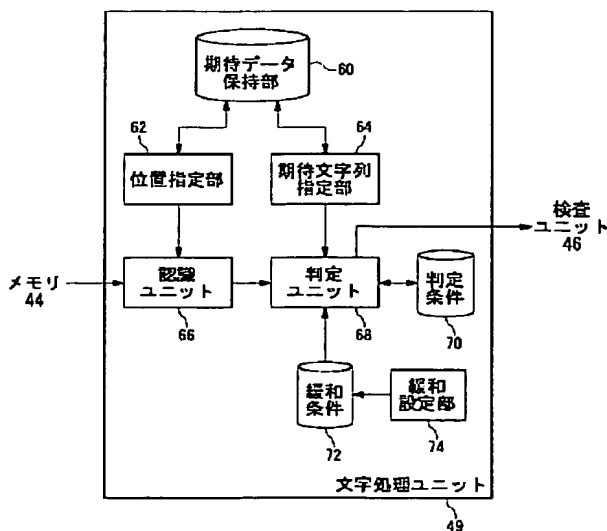 期待データ
保持部
60
62
位置指定部
64
期待文字列
指定部
検査
ユニット
46
メモリ
44
認識
ユニット
66
判定
ユニット
68
判定
条件
70
緩和
条件
72
緩和
設定部
74
文字処理ユニット
49